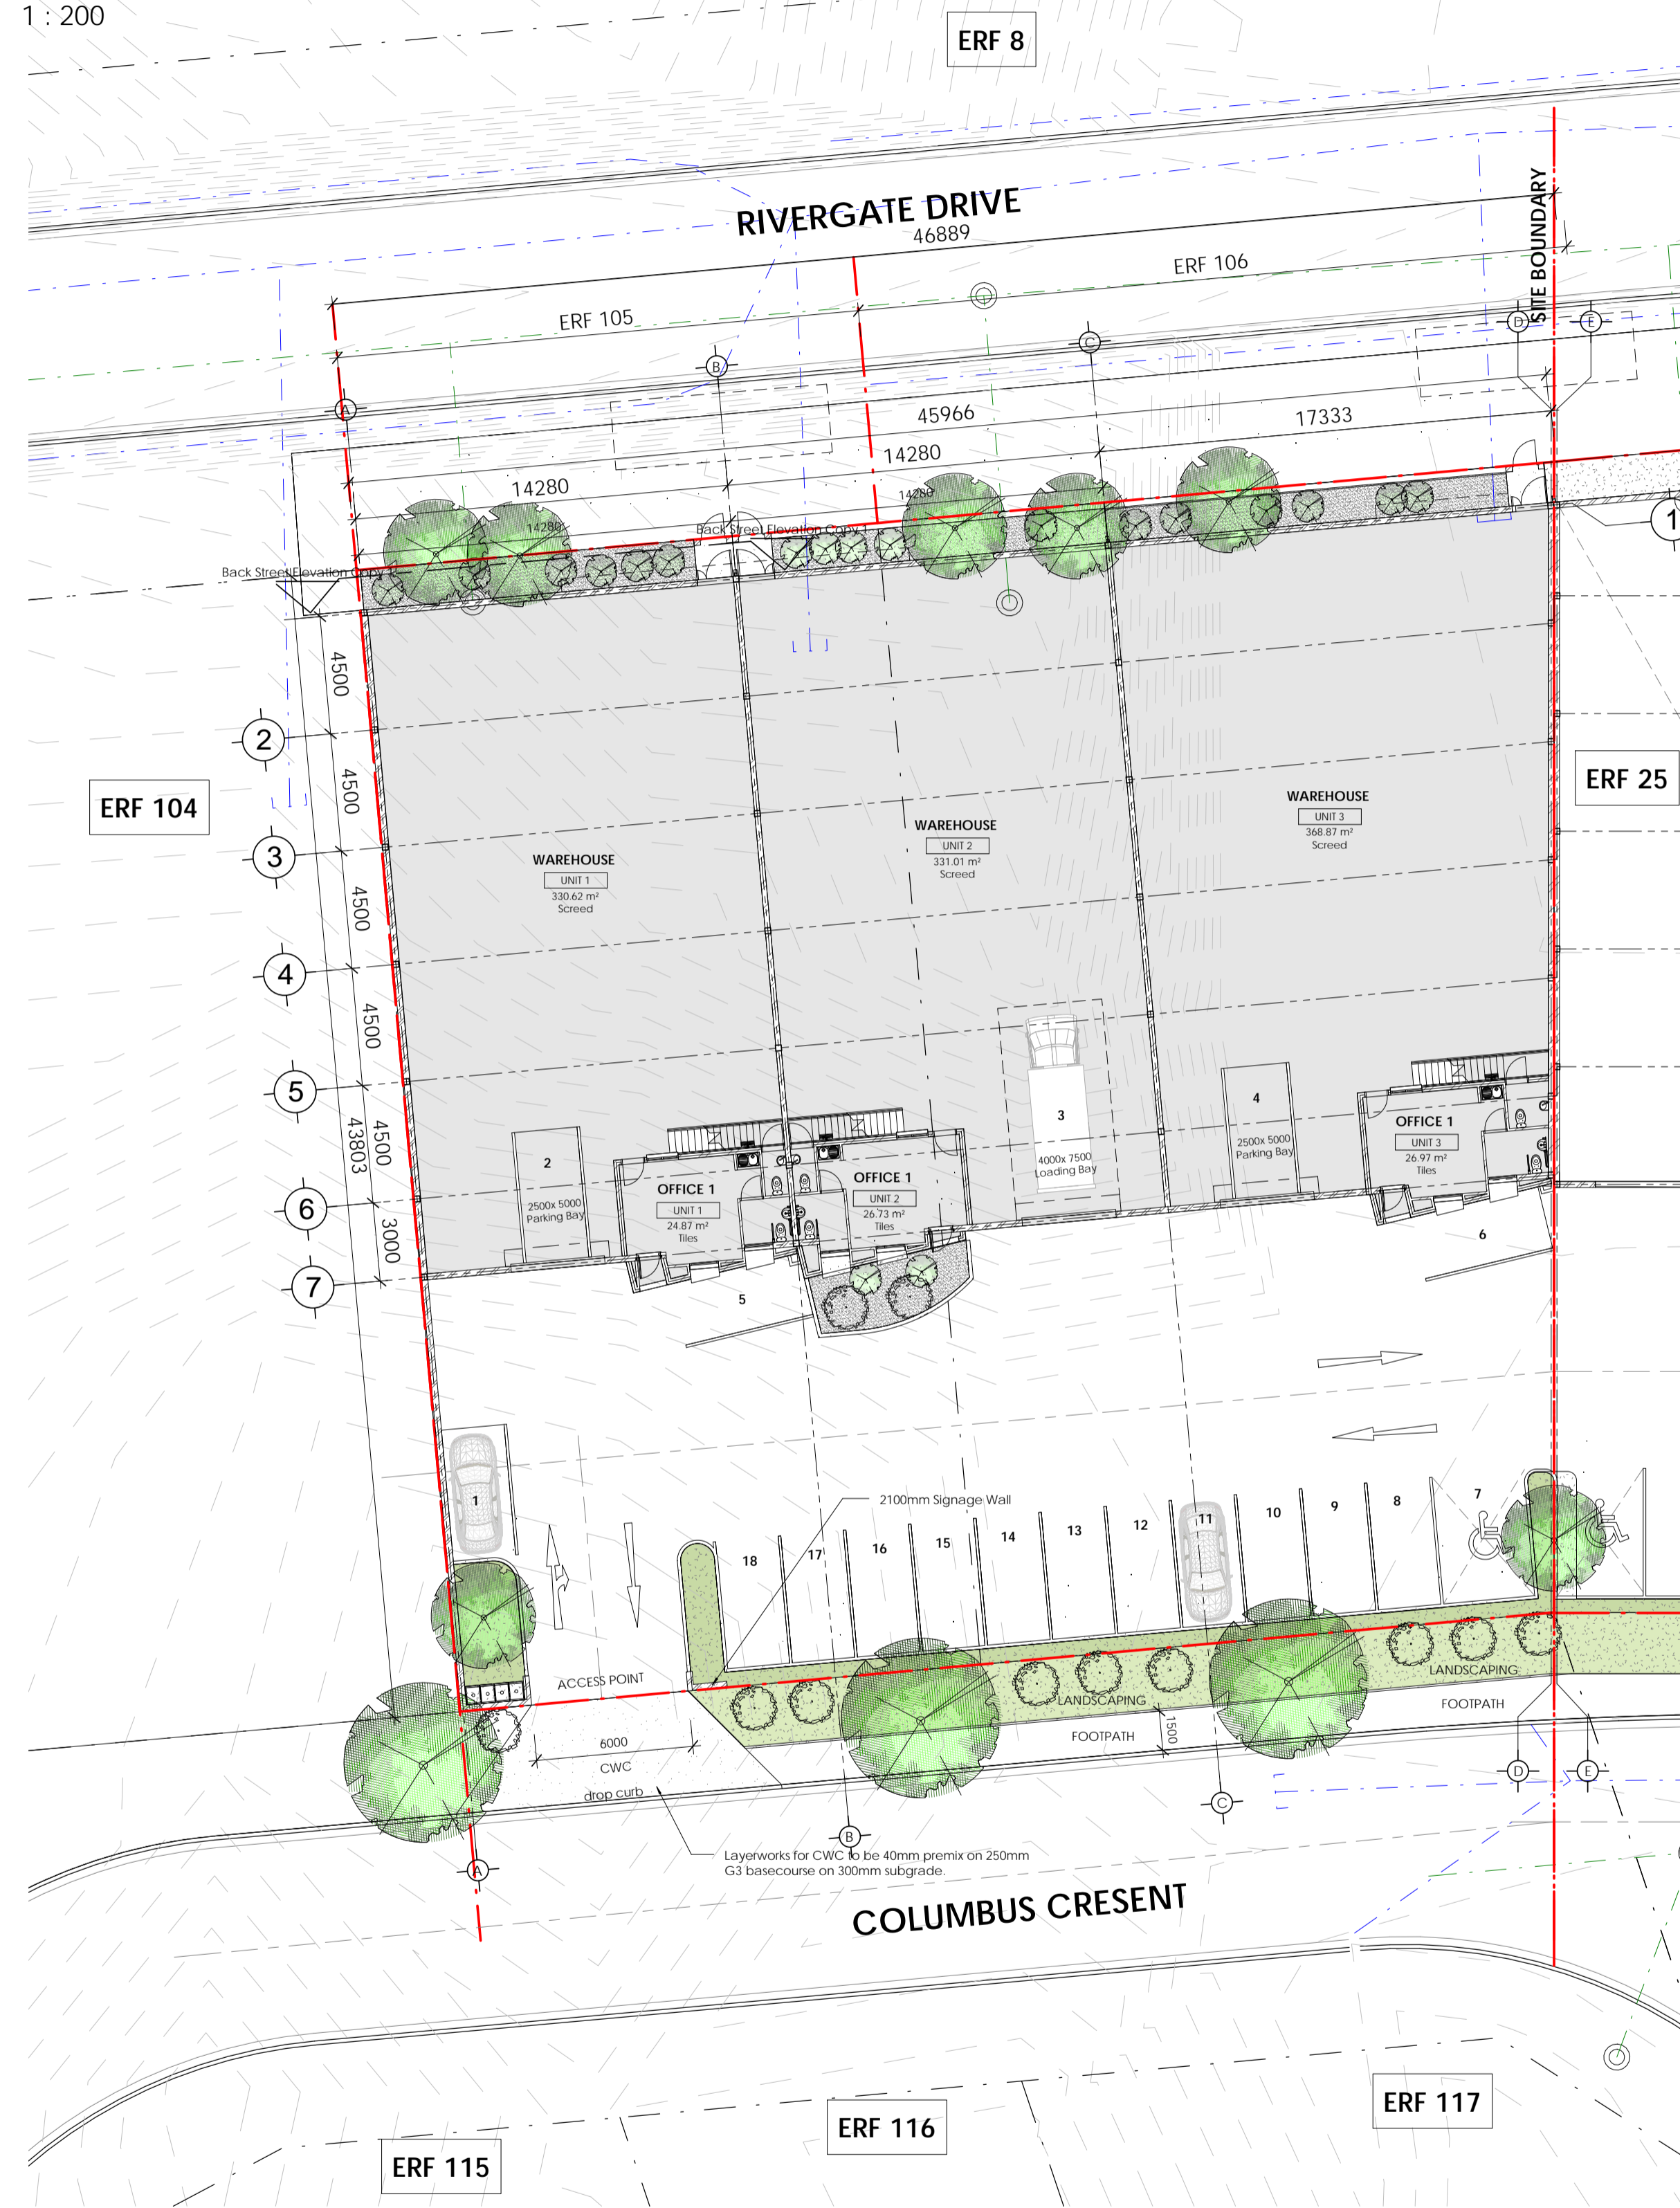 1 : 200
ERF 8
RIVERGATE DRIVE
46889
SITE BOUNDARY
ERF 106
ERF 105
D
E
C
B
A
45966
17333
14280
14280
14280
14280
Back Street Elevation Copy 1
Back Street Elevation Copy
1
4500
2
4500
ERF 104
ERF 25
3
4500
4
4500
5
4500
43803
6
3000
7
WAREHOUSE
UNIT 1
330.62 m²
Screed
WAREHOUSE
UNIT 2
331.01 m²
Screed
WAREHOUSE
UNIT 3
368.87 m²
Screed
2
2500x 5000
Parking Bay
OFFICE 1
UNIT 1
24.87 m²
Tiles
OFFICE 1
UNIT 2
26.73 m²
Tiles
3
4000x 7500
Loading Bay
4
2500x 5000
Parking Bay
OFFICE 1
UNIT 3
26.97 m²
Tiles
5
6
1
2100mm Signage Wall
18
17
16
15
14
13
12
11
10
9
8
7
ACCESS POINT
LANDSCAPING
LANDSCAPING
FOOTPATH
FOOTPATH
1500
6000
CWC
drop curb
D
E
C
B
A
Layerworks for CWC to be 40mm premix on 250mm
G3 basecourse on 300mm subgrade.
COLUMBUS CRESENT
ERF 117
ERF 116
ERF 115